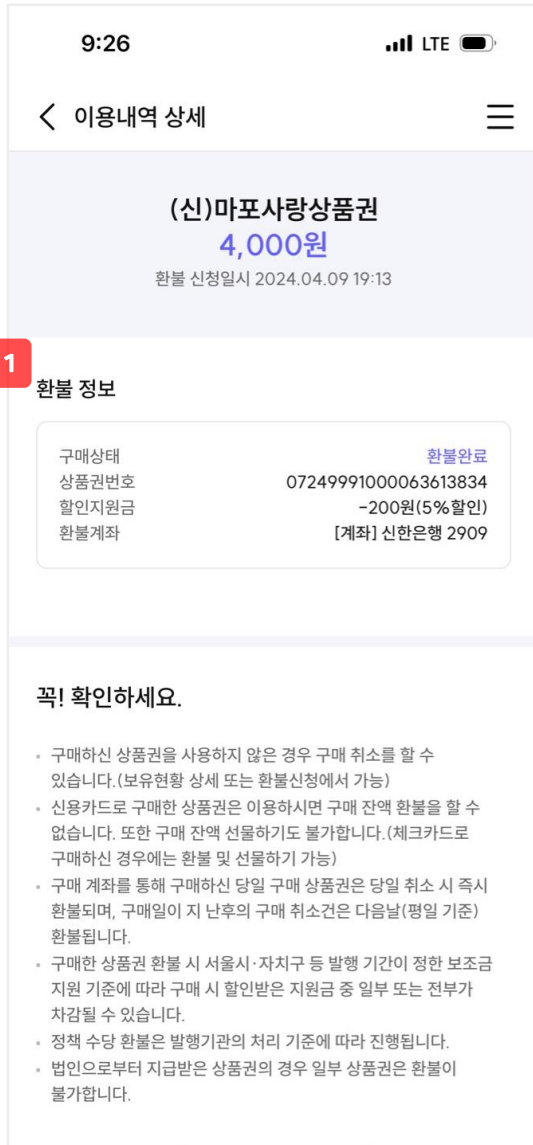 9:26
LTE
이용내역 상세
(신)마포사랑상품권
4,000원
환불 신청일시 2024.04.09 19:13
1
환불 정보
구매상태 환불완료
상품권번호 07249991000063613834
할인지원금 -200원(5%할인)
환불계좌 [계좌] 신한은행 2909
꼭! 확인하세요.
• 구매하신 상품권을 사용하지 않은 경우 구매 취소를 할 수
있습니다.(보유현황 상세 또는 환불신청에서 가능)
• 신용카드로 구매한 상품권은 이용하시면 구매 잔액 환불을 할 수
없습니다. 또한 구매 잔액 선물하기도 불가합니다.(체크카드로
구매하신 경우에는 환불 및 선물하기 가능)
• 구매 계좌를 통해 구매하신 당일 구매 상품권은 당일 취소 시 즉시
환불되며, 구매일이 지 난후의 구매 취소건은 다음날(평일 기준)
환불됩니다.
• 구매한 상품권 환불 시 서울시·자치구 등 발행 기간이 정한 보조금
지원 기준에 따라 구매 시 할인받은 지원금 중 일부 또는 전부가
차감될 수 있습니다.
• 정책 수당 환불은 발행기관의 처리 기준에 따라 진행됩니다.
• 법인으로부터 지급받은 상품권의 경우 일부 상품권은 환불이
불가합니다.